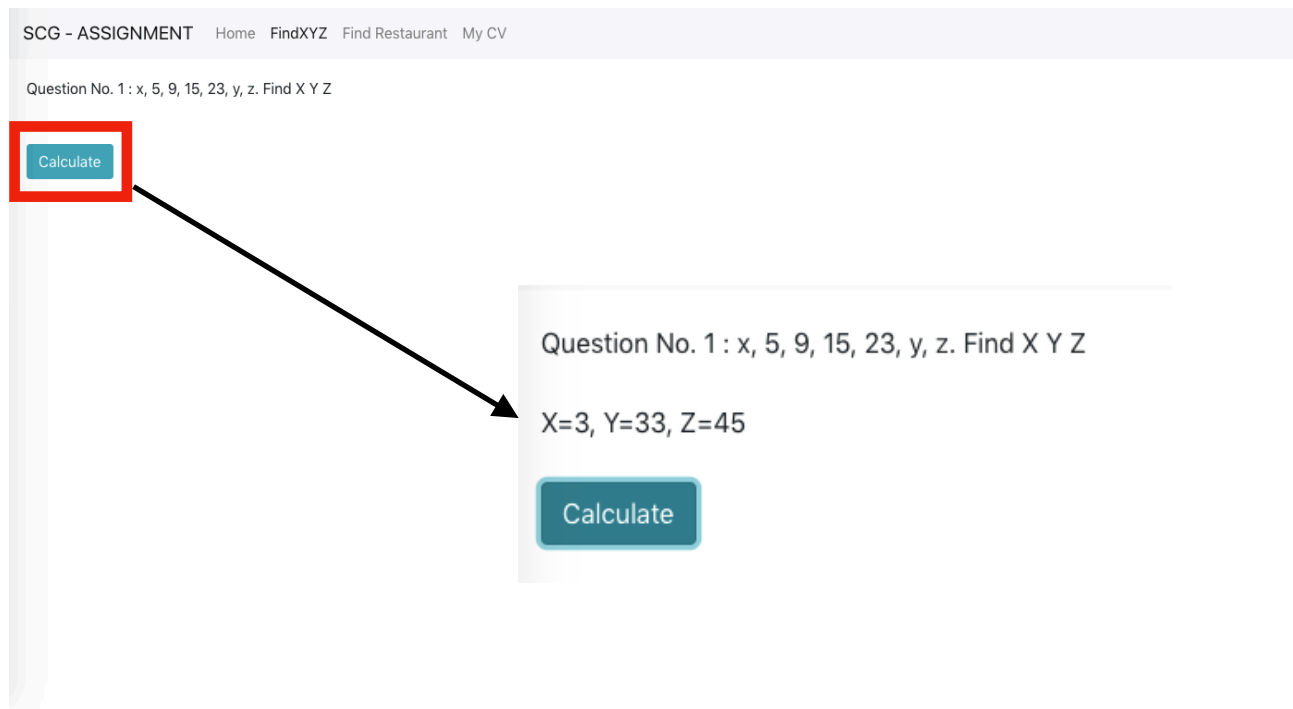 SCG - ASSIGNMENT Home FindXYZ Find Restaurant My CV
Question No. 1 : x, 5, 9, 15, 23, y, z. Find X Y Z
Calculate
Question No. 1 : x, 5, 9, 15, 23, y, z. Find X Y Z
X=3, Y=33, Z=45
Calculate